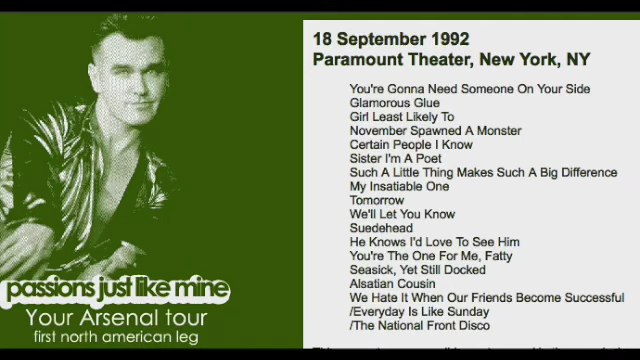 passions just like mine
Your Arsenal tour
first north american leg
18 September 1992
Paramount Theater, New York, NY
You're Gonna Need Someone On Your Side
Glamorous Glue
Girl Least Likely To
November Spawned A Monster
Certain People I Know
Sister I'm A Poet
Such A Little Thing Makes Such A Big Difference
My Insatiable One
Tomorrow
We'll Let You Know
Suedehead
He Knows I'd Love To See Him
You're The One For Me, Fatty
Seasick, Yet Still Docked
Alsatian Cousin
We Hate It When Our Friends Become Successful
/Everyday Is Like Sunday
/The National Front Disco